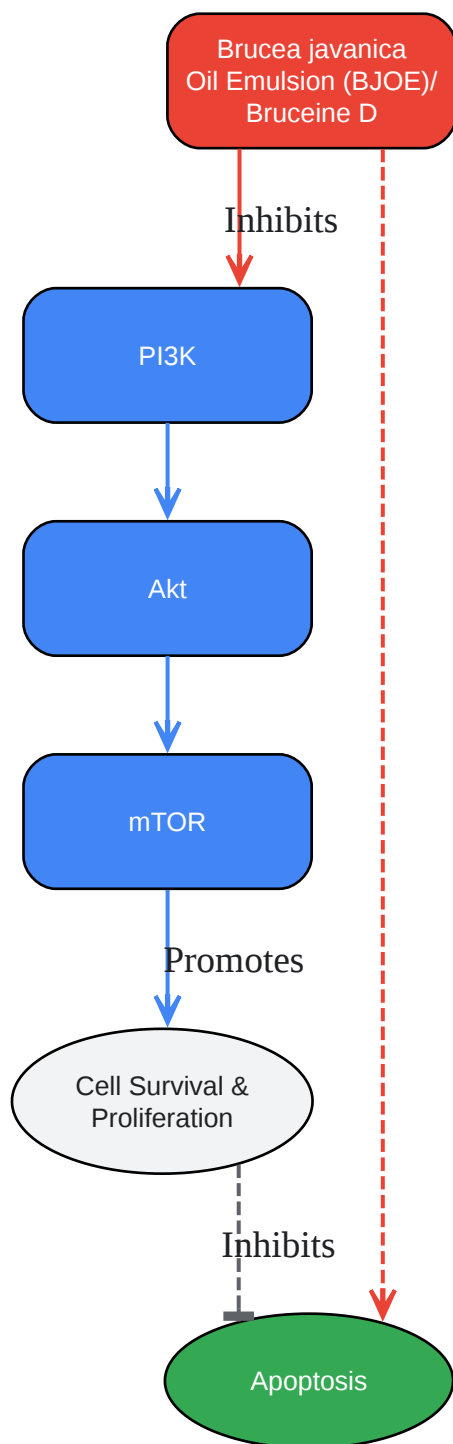 Brucea javanica
Oil Emulsion (BJOE)/
Bruceine D
Inhibits
PI3K
Akt
mTOR
Promotes
Cell Survival &
Proliferation
Inhibits
Apoptosis